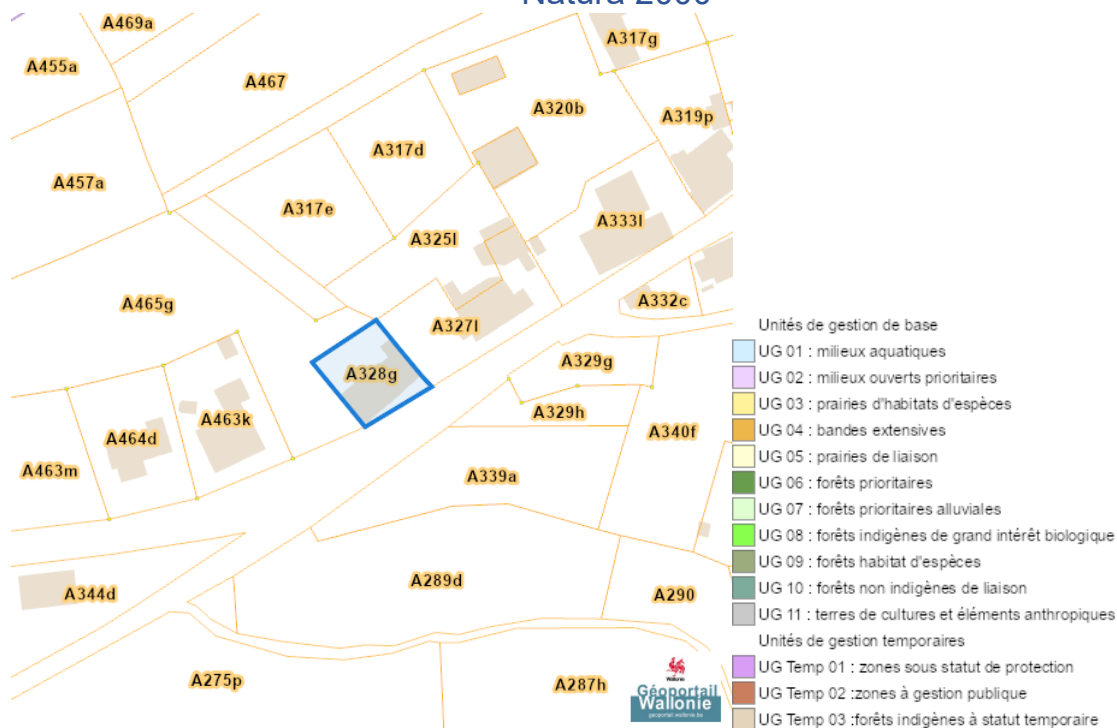 Natura 2000
A469a
A317g
A455a
A467
A320b
A319p
A317d
A457a
A317e
A333l
A325l
A465g
A332c
A327l
A329g
A328g
A329h
A463k
A464d
A340f
A463m
A339a
A289d
A344d
A290
A275p
A287h
Wallonie
Géoportail
Wallonie
geoportail.wallonie.be
Unités de gestion de base
UG 01 : milieux aquatiques
UG 02 : milieux ouverts prioritaires
UG 03 : prairies d'habitats d'espèces
UG 04 : bandes extensives
UG 05 : prairies de liaison
UG 06 : forêts prioritaires
UG 07 : forêts prioritaires alluviales
UG 08 : forêts indigènes de grand intérêt biologique
UG 09 : forêts habitat d'espèces
UG 10 : forêts non indigènes de liaison
UG 11 : terres de cultures et éléments anthropiques
Unités de gestion temporaires
UG Temp 01 : zones sous statut de protection
UG Temp 02 :zones à gestion publique
UG Temp 03 :forêts indigènes à statut temporaire